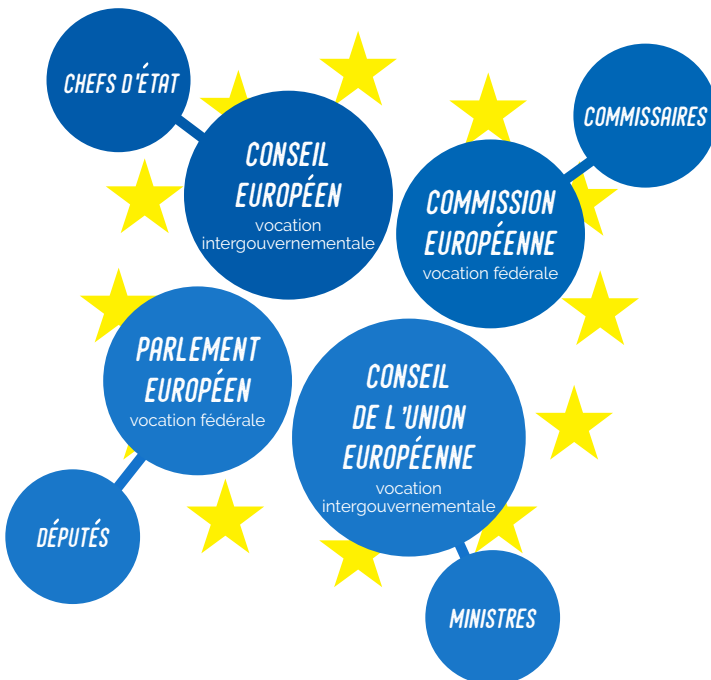 CHEFS D'ÉTAT
CONSEIL
EUROPÉEN
vocation
intergouvernementale
COMMISSAIRES
COMMISSION
EUROPÉENNE
vocation fédérale
PARLEMENT
EUROPÉEN
vocation fédérale
CONSEIL
DE L'UNION
EUROPÉENNE
vocation
intergouvernementale
DÉPUTÉS
MINISTRES